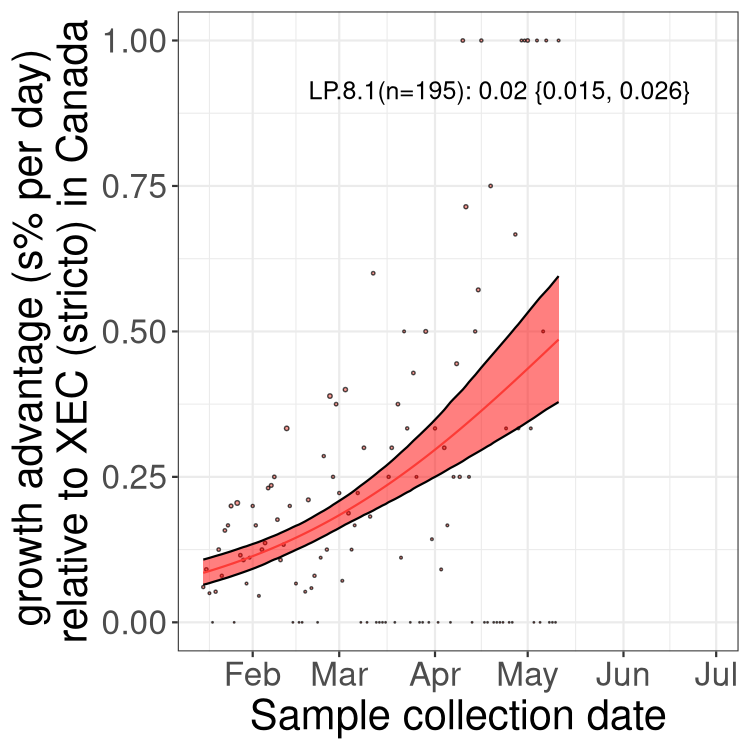 growth advantage (s% per day)
relative to XEC (stricto) in Canada
1.00
0.75
0.50
0.25
0.00
LP.8.1(n=195): 0.02 {0.015, 0.026}
Feb Mar Apr May Jun Jul
Sample collection date